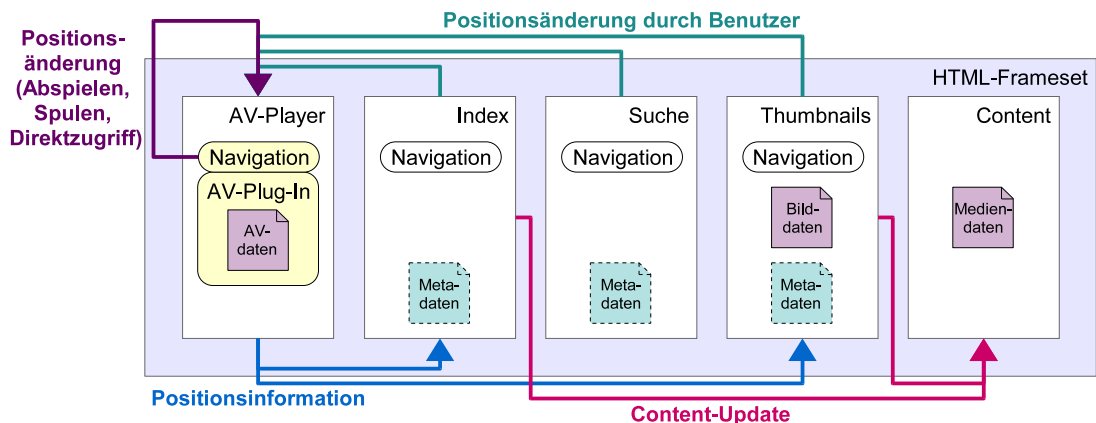 Positionsänderung durch Benutzer
Positions-
änderung
(Abspielen,
Spulen,
Direktzugriff)
HTML-Frameset
AV-Player
Navigation
AV-Plug-In
AV-
daten
Index
Navigation
Meta-
daten
Suche
Navigation
Meta-
daten
Thumbnails
Navigation
Bild-
daten
Meta-
daten
Content
Medien-
daten
Positionsinformation
Content-Update